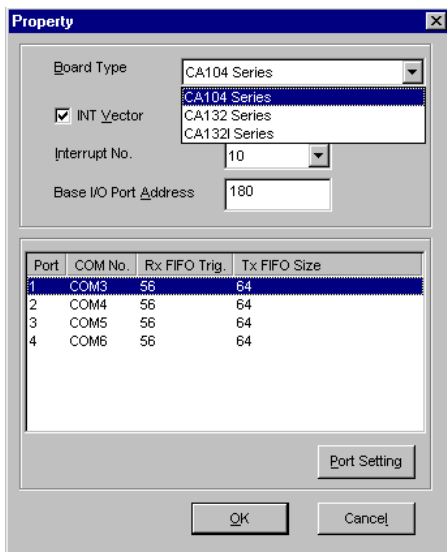 Property
Board Type CA104 Series
CA104 Series
CA132 Series
CA132I Series
INT Vector
Interrupt No. 10
Base I/O Port Address 180
Port COM No. Rx FIFO Trig. Tx FIFO Size
1 COM3 56 64
2 COM4 56 64
3 COM5 56 64
4 COM6 56 64
Port Setting
OK Cancel